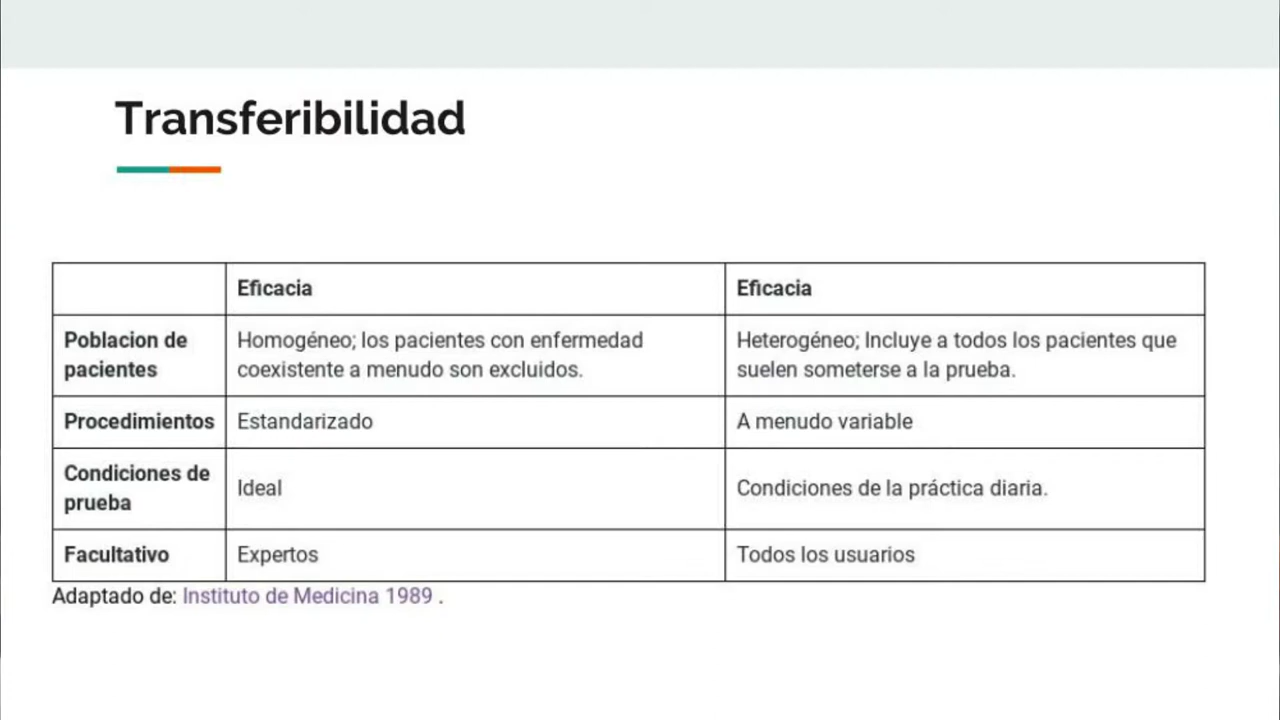 Transferibilidad
Eficacia
Eficacia
Poblacion de
pacientes
Homogéneo; los pacientes con enfermedad
coexistente a menudo son excluidos.
Heterogéneo; Incluye a todos los pacientes que
suelen someterse a la prueba.
Procedimientos
Estandarizado
A menudo variable
Condiciones de
prueba
Ideal
Condiciones de la práctica diaria.
Facultativo
Expertos
Todos los usuarios
Adaptado de: Instituto de Medicina 1989 .